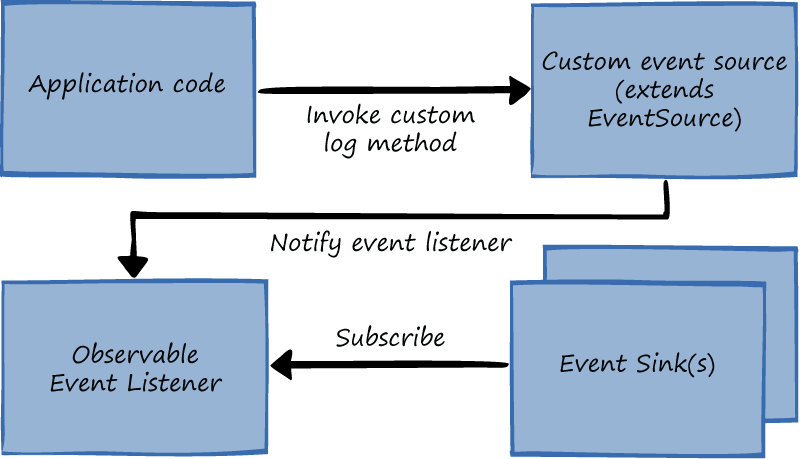 Application code
Invoke custom
log method
Custom event source
(extends
EventSource)
Notify event listener
Observable
Event Listener
Subscribe
Event Sink(s)